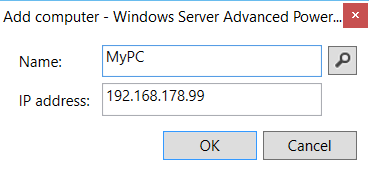 Add computer - Windows Server Advanced Power...
Name: MyPC
IP address: 192.168.178.99
OK Cancel